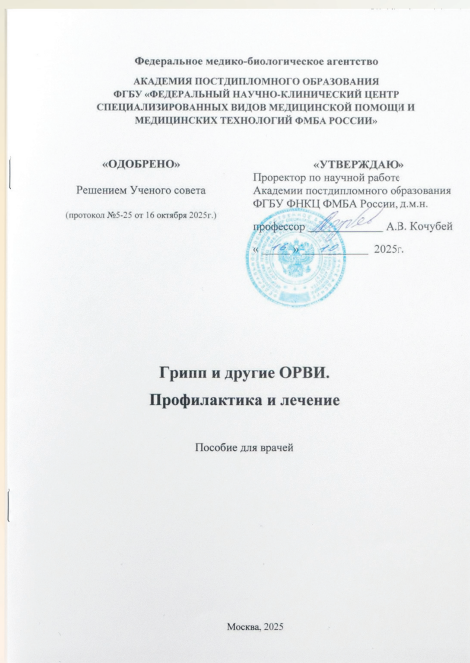 Федеральное медико-биологическое агентство
АКАДЕМИЯ ПОСТДИПЛОМНОГО ОБРАЗОВАНИЯ
ФГБУ «ФЕДЕРАЛЬНЫЙ НАУЧНО-КЛИНИЧЕСКИЙ ЦЕНТР
СПЕЦИАЛИЗИРОВАННЫХ ВИДОВ МЕДИЦИНСКОЙ ПОМОЩИ И
МЕДИЦИНСКИХ ТЕХНОЛОГИЙ ФМБА РОССИИ»
«ОДОБРЕНО»
Решением Ученого совета
(протокол №5-25 от 16 октября 2025г.)
«УТВЕРЖДАЮ»
Проректор по научной работе
Академии постдипломного образования
ФГБУ ФНКЦ ФМБА России, д.м.н.
профессор А.В. Кочубей
« 16 » 10 2025г.
Грипп и другие ОРВИ.
Профилактика и лечение
Пособие для врачей
Москва, 2025